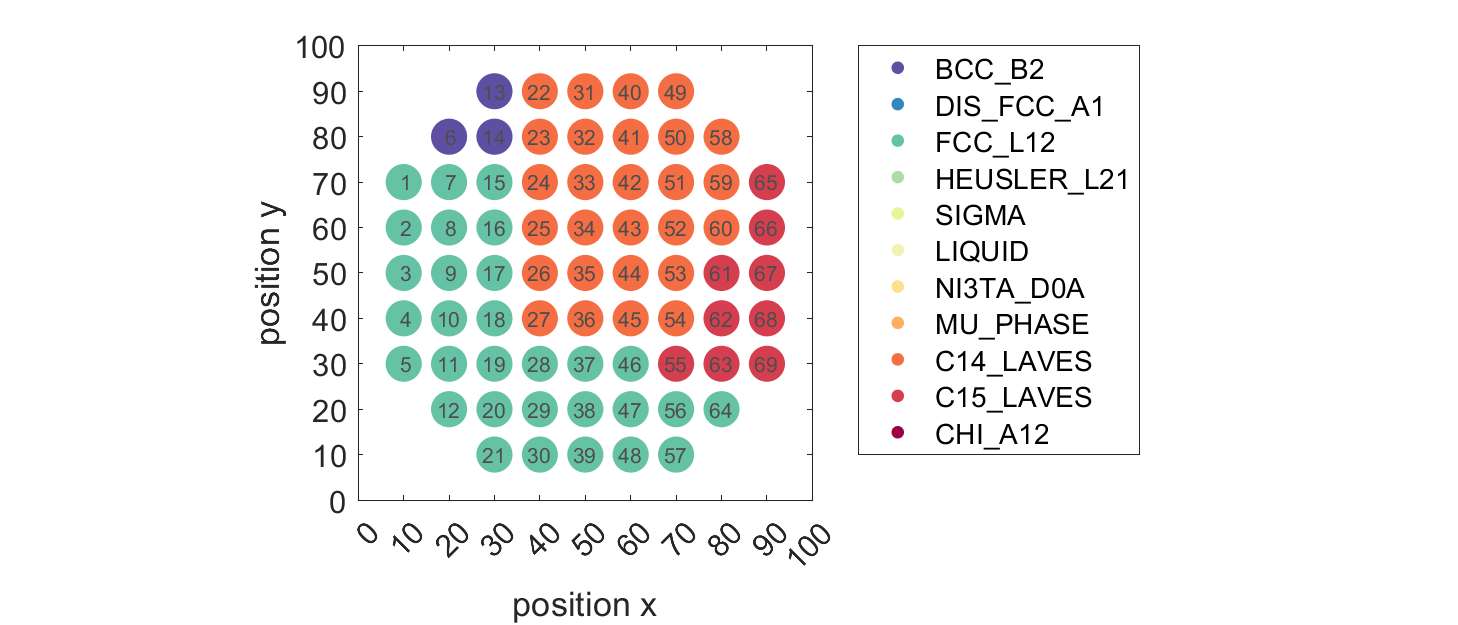 100
90
80
70
60
50
40
30
20
10
0
position y
13 22 31 40 49
6 14 23 32 41 50 58
1 7 15 24 33 42 51 59 65
2 8 16 25 34 43 52 60 66
3 9 17 26 35 44 53 61 67
4 10 18 27 36 45 54 62 68
5 11 19 28 37 46 55 63 69
12 20 29 38 47 56 64
21 30 39 48 57
0 10 20 30 40 50 60 70 80 90 100
position x
BCC_B2
DIS_FCC_A1
FCC_L12
HEUSLER_L21
SIGMA
LIQUID
NI3TA_D0A
MU_PHASE
C14_LAVES
C15_LAVES
CHI_A12